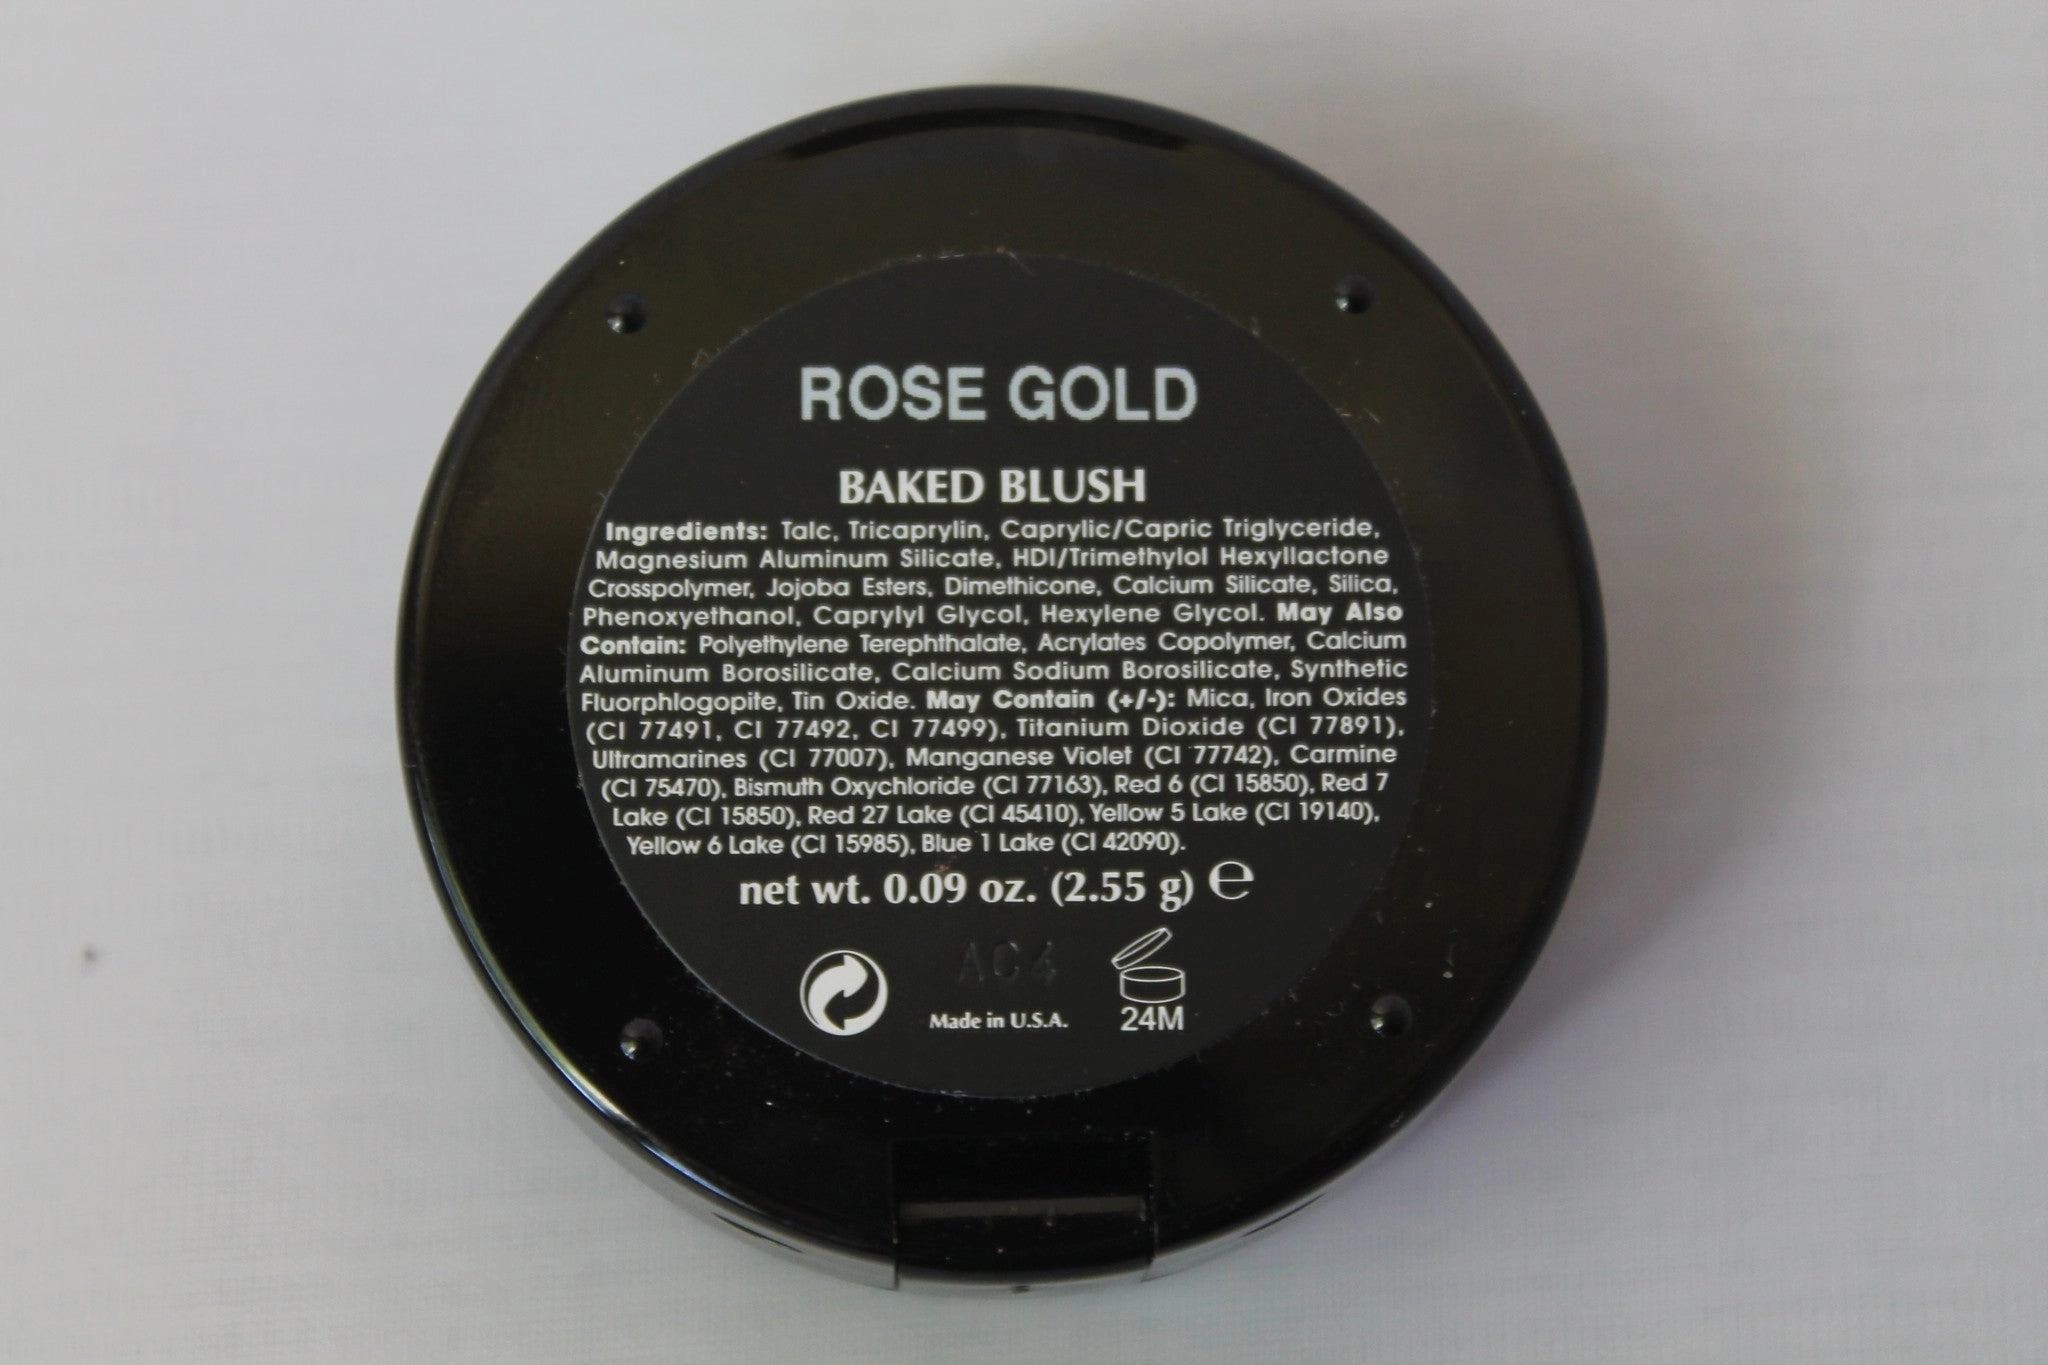 ROSE GOLD
BAKED BLUSH
Ingredients: Talc, Tricaprylin, Caprylic/Capric Triglyceride,
Magnesium Aluminum Silicate, HDI/Trimethylol Hexyllactone
Crosspolymer, Jojoba Esters, Dimethicone, Calcium Silicate, Silica,
Phenoxyethanol, Caprylyl Glycol, Hexylene Glycol. May Also
Contain: Polyethylene Terephthalate, Acrylates Copolymer, Calcium
Aluminum Borosilicate, Calcium Sodium Borosilicate, Synthetic
Fluorphlogopite, Tin Oxide. May Contain (+/-): Mica, Iron Oxides
(CI 77491, CI 77492, CI 77499), Titanium Dioxide (CI 77891),
Ultramarines (CI 77007), Manganese Violet (CI 77742), Carmine
(CI 75470), Bismuth Oxychloride (CI 77163), Red 6 (CI 15850), Red 7
Lake (CI 15850), Red 27 Lake (CI 45410), Yellow 5 Lake (CI 19140),
Yellow 6 Lake (CI 15985), Blue 1 Lake (CI 42090).
net wt. 0.09 oz. (2.55 g) ℮
AC4
Made in U.S.A.
24M